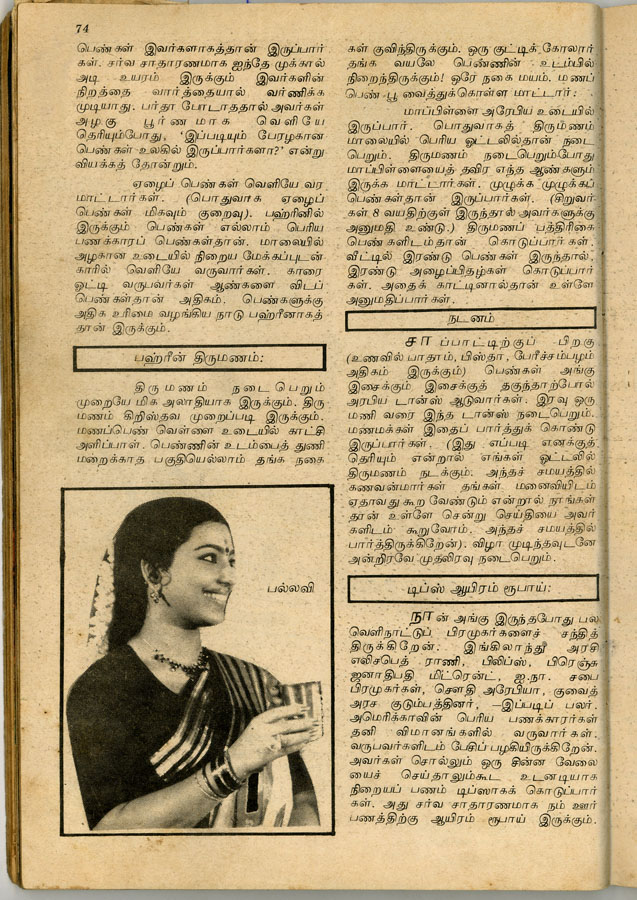 74
பெண்கள் இவர்களாகத்தான் இருப்பார்
கள். சர்வ சாதாரணமாக ஐந்தே முக்கால்
அடி உயரம் இருக்கும் இவர்களின்
நிறத்தை வார்த்தையால் வர்ணிக்க
முடியாது. பர்தா போடாததால் அவர்கள்
அழகு பூர்ணமாக வெளியே
தெரியும்போது, ‘இப்படியும் பேரழகான
பெண்கள் உலகில் இருப்பார்களா?’ என்று
வியக்கத் தோன்றும்.
ஏழைப் பெண்கள் வெளியே வர
மாட்டார்கள். (பொதுவாக ஏழைப்
பெண்கள் மிகவும் குறைவு). பஹ்ரினில்
இருக்கும் பெண்கள் எல்லாம் பெரிய
பணக்காரப் பெண்கள்தான். மாலையில்
அழகான உடையில் நிறைய மேக்கப்புடன்
காரில் வெளியே வருவார்கள். காரை
ஓட்டி வருபவர்கள் ஆண்களை விடப்
பெண்கள்தான் அதிகம். பெண்களுக்கு
அதிக உரிமை வழங்கிய நாடு பஹ்ரீனாகத்
தான் இருக்கும்.
பஹ்ரீன் திருமணம்:
திருமணம் நடைபெறும்
முறையே மிக அலாதியாக இருக்கும். திரு
மணம் கிறிஸ்தவ முறைப்படி இருக்கும்.
மணப்பெண் வெள்ளை உடையில் காட்சி
அளிப்பாள். பெண்ணின் உடம்பைத் துணி
மறைக்காத பகுதியெல்லாம் தங்க நகை
பல்லவி
கள் குவிந்திருக்கும். ஒரு குட்டிக் கோலார்
தங்க வயலே பெண்ணின் உடம்பில்
நிறைந்திருக்கும்! ஒரே நகை மயம். மணப்
பெண் பூ வைத்துக்கொள்ள மாட்டார்:
மாப்பிள்ளை அரேபிய உடையில்
இருப்பார். பொதுவாகத் திருமணம்
மாலையில் பெரிய ஓட்டலில்தான் நடை
பெறும். திருமணம் நடைபெறும்போது
மாப்பிள்ளையைத் தவிர எந்த ஆண்களும்
இருக்க மாட்டார்கள். முழுக்க முழுக்கப்
பெண்கள்தான் இருப்பார்கள். (சிறுவர்
கள் 8 வயதிற்குள் இருந்தால் அவர்களுக்கு
அனுமதி உண்டு.) திருமணப் பத்திரிகை
பெண்களிடம்தான் கொடுப்பார்கள்.
வீட்டில் இரண்டு பெண்கள் இருந்தால்,
இரண்டு அழைப்பிதழ்கள் கொடுப்பார்
கள். அதைக் காட்டினால்தான் உள்ளே
அனுமதிப்பார்கள்.
நடனம்
சாப்பாட்டிற்குப் பிறகு
(உணவில் பாதாம், பிஸ்தா, பேரீச்சம்பழம்
அதிகம் இருக்கும்) பெண்கள் அங்கு
இசைக்கும் இசைக்குத் தகுந்தாற்போல்
அரபிய டான்ஸ் ஆடுவார்கள். இரவு ஒரு
மணி வரை இந்த டான்ஸ் நடைபெறும்.
மணமக்கள் இதைப் பார்த்துக் கொண்டு
இருப்பார்கள். (இது எப்படி எனக்குத்
தெரியும் என்றால் எங்கள் ஓட்டலில்
திருமணம் நடக்கும். அந்தச் சமயத்தில்
கணவன்மார்கள் தங்கள் மனைவியிடம்
ஏதாவது கூற வேண்டும் என்றால் நாங்கள்
தான் உள்ளே சென்று செய்தியை அவர்
களிடம் கூறுவோம். அந்தச் சமயத்தில்
பார்த்திருக்கிறேன்). விழா முடிந்தவுடனே
அன்றிரவே முதலிரவு நடைபெறும்.
டிப்ஸ் ஆயிரம் ரூபாய்:
நான் அங்கு இருந்தபோது பல
வெளிநாட்டுப் பிரமுகர்களைச் சந்தித்
திருக்கிறேன். இங்கிலாந்து அரசி
எலிசபெத் ராணி, பிலிப்ஸ், பிரெஞ்சு
ஜனாதிபதி மிட்ரெண்ட், ஐ.நா. சபை
பிரமுகர்கள், சௌதி அரேபியா, குவைத்
அரச குடும்பத்தினர், —இப்படிப் பலர்.
அமெரிக்காவின் பெரிய பணக்காரர்கள்
தனி விமானங்களில் வருவார்கள்.
வருபவர்களிடம் பேசிப் பழகியிருக்கிறேன்.
அவர்கள் சொல்லும் ஒரு சின்ன வேலை
யைச் செய்தாலும்கூட உடனடியாக
நிறையப் பணம் டிப்ஸாகக் கொடுப்பார்
கள். அது சர்வ சாதாரணமாக நம் ஊர்
பணத்திற்கு ஆயிரம் ரூபாய் இருக்கும்.